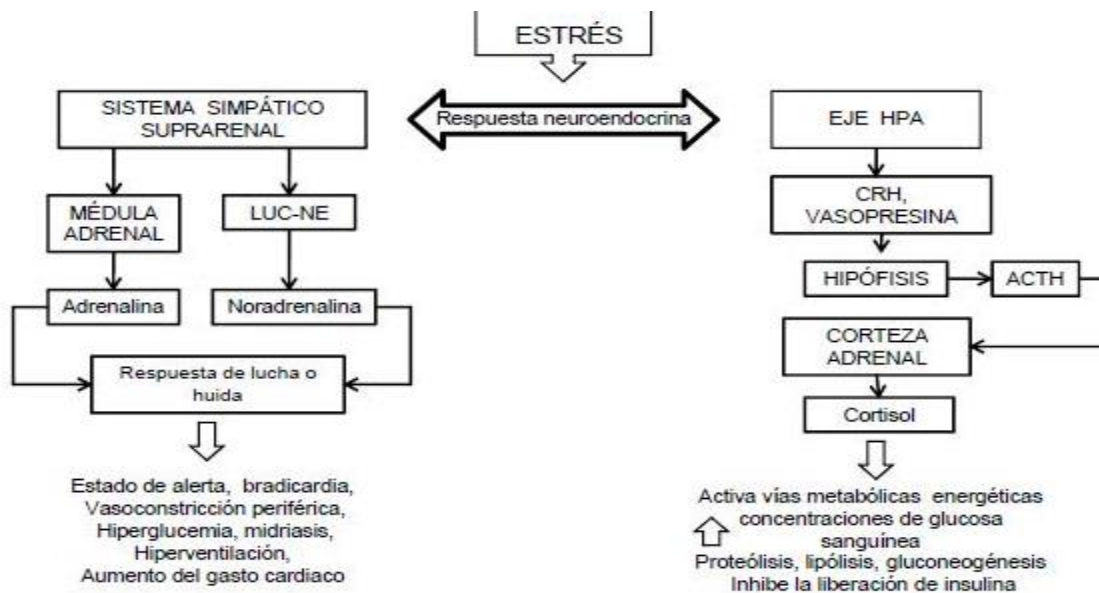 ESTRÉS
Respuesta neuroendocrina
SISTEMA SIMPÁTICO
SUPRARENAL
MÉDULA
ADRENAL
LUC-NE
Adrenalina
Noradrenalina
Respuesta de lucha o
huida
Estado de alerta, bradicardia,
Vasoconstricción periférica,
Hiperglucemia, midriasis,
Hiperventilación,
Aumento del gasto cardiaco
EJE HPA
CRH,
VASOPRESINA
HIPÓFISIS
ACTH
CORTEZA
ADRENAL
Cortisol
Activa vías metabólicas energéticas
concentraciones de glucosa
sanguínea
Proteólisis, lipólisis, gluconeogénesis
Inhibe la liberación de insulina